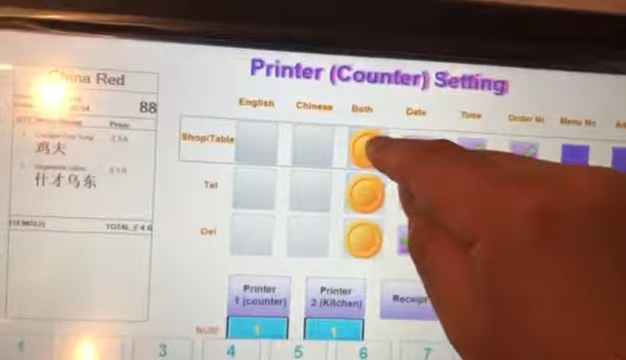 China Red
88
TOTAL
鸡夫
什才乌东
Printer (Counter) Setting
English Chinese Both Date Time Order No Menu No
Shop/Table
Tel
Del
Printer 1 (counter)
Printer 2 (Kitchen)
Receipt
NUM 1 1
1 3 4 5 6 7